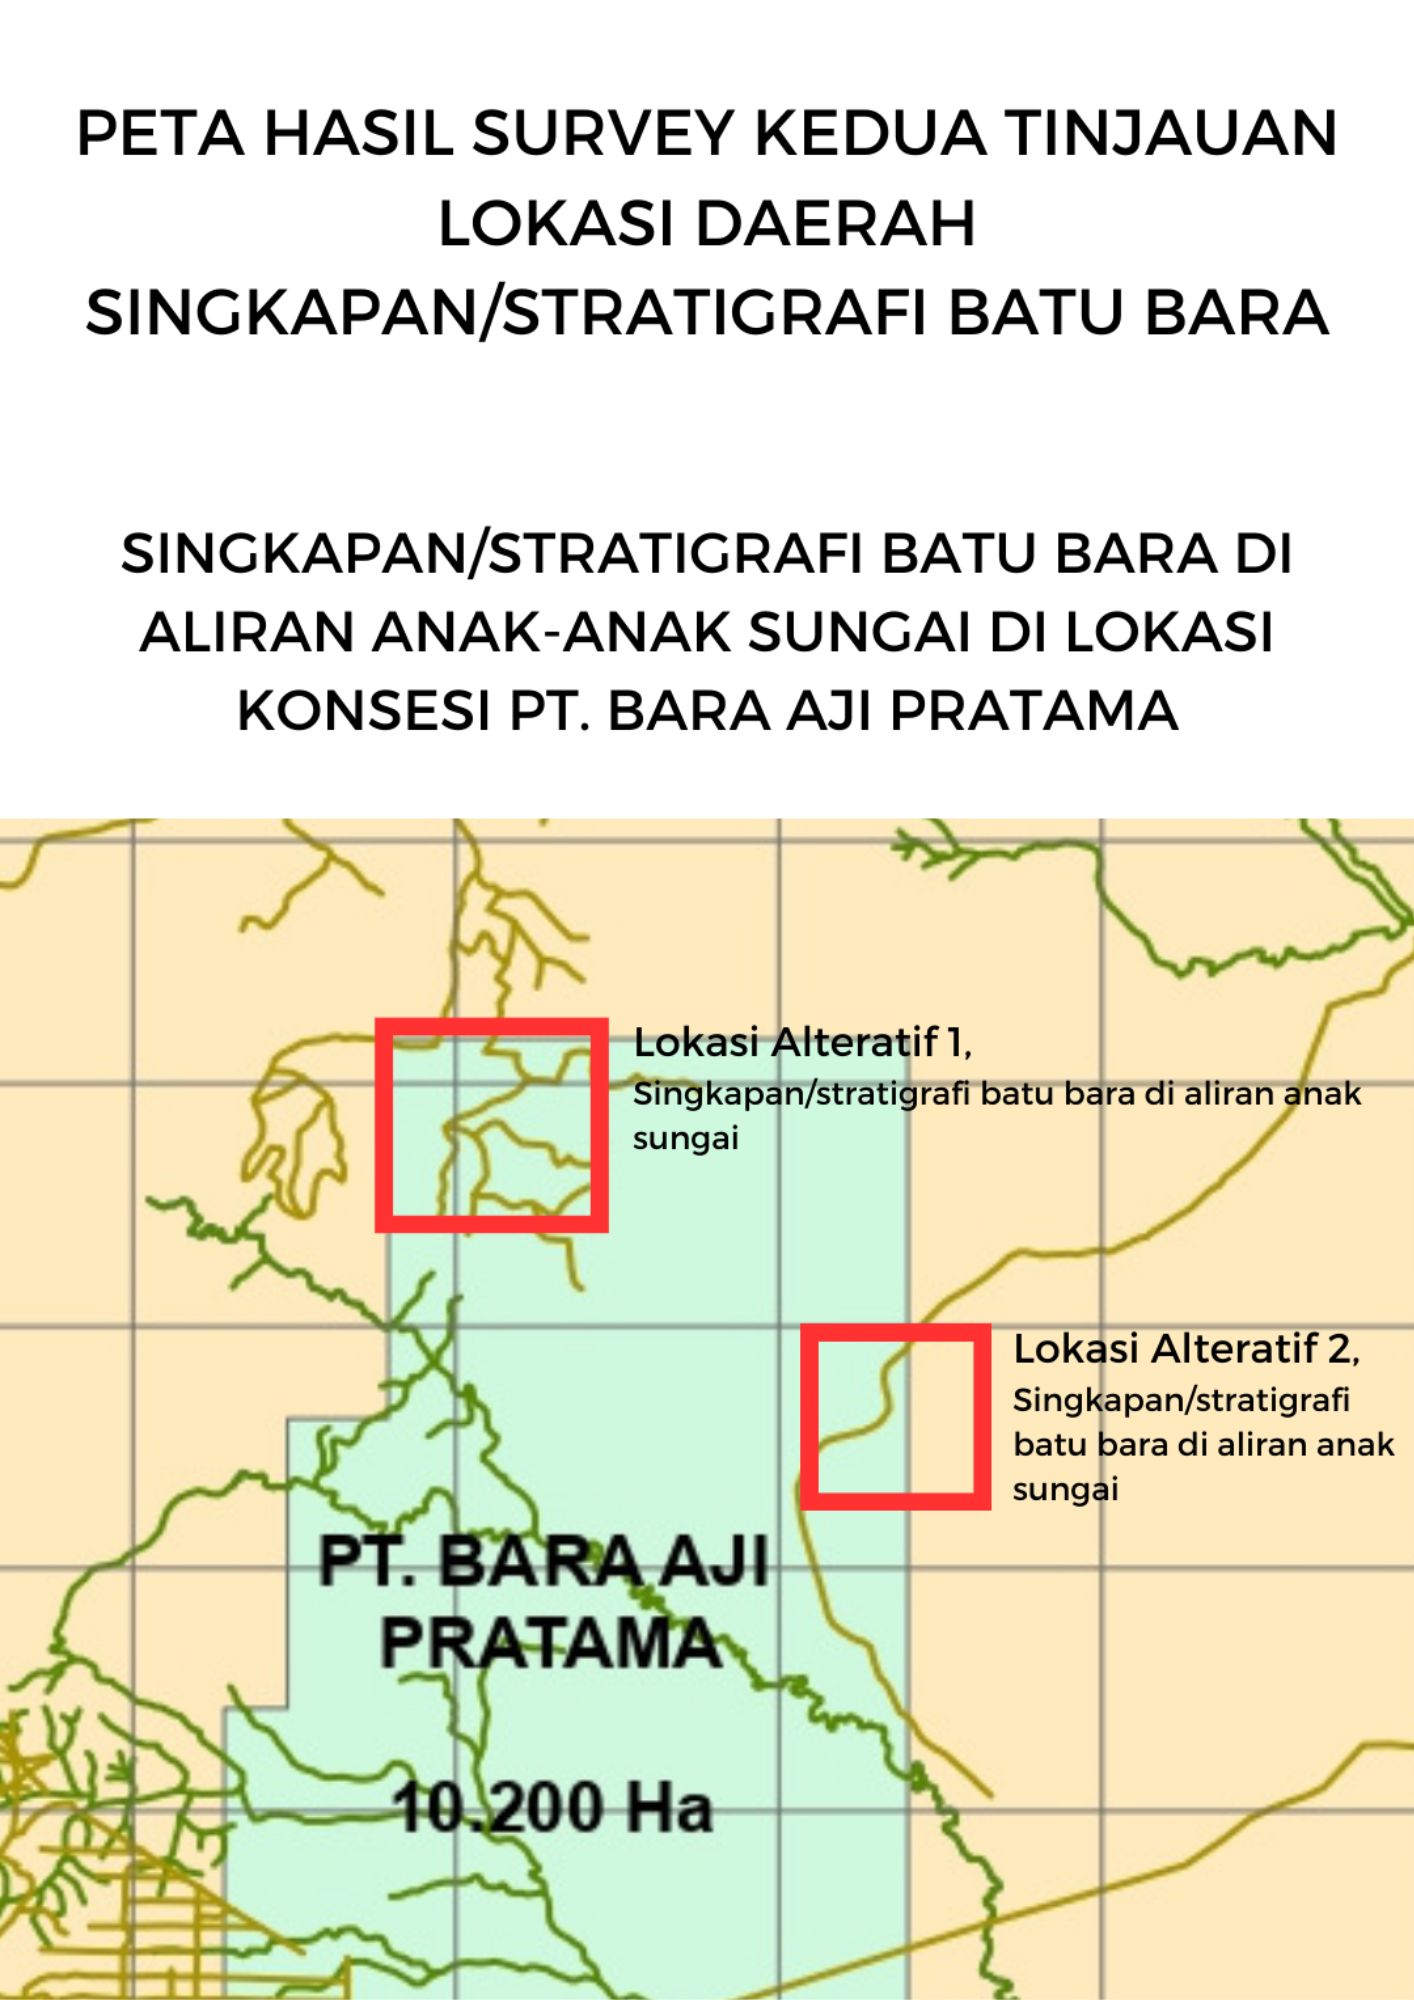 PETA HASIL SURVEY KEDUA TINJAUAN
LOKASI DAERAH
SINGKAPAN/STRATIGRAFI BATU BARA
SINGKAPAN/STRATIGRAFI BATU BARA DI
ALIRAN ANAK-ANAK SUNGAI DI LOKASI
KONSESI PT. BARA AJI PRATAMA
Lokasi Alteratif 1,
Singkapan/stratigrafi batu bara di aliran anak
sungai
Lokasi Alteratif 2,
Singkapan/stratigrafi
batu bara di aliran anak
sungai
PT. BARA AJI
PRATAMA
10.200 Ha